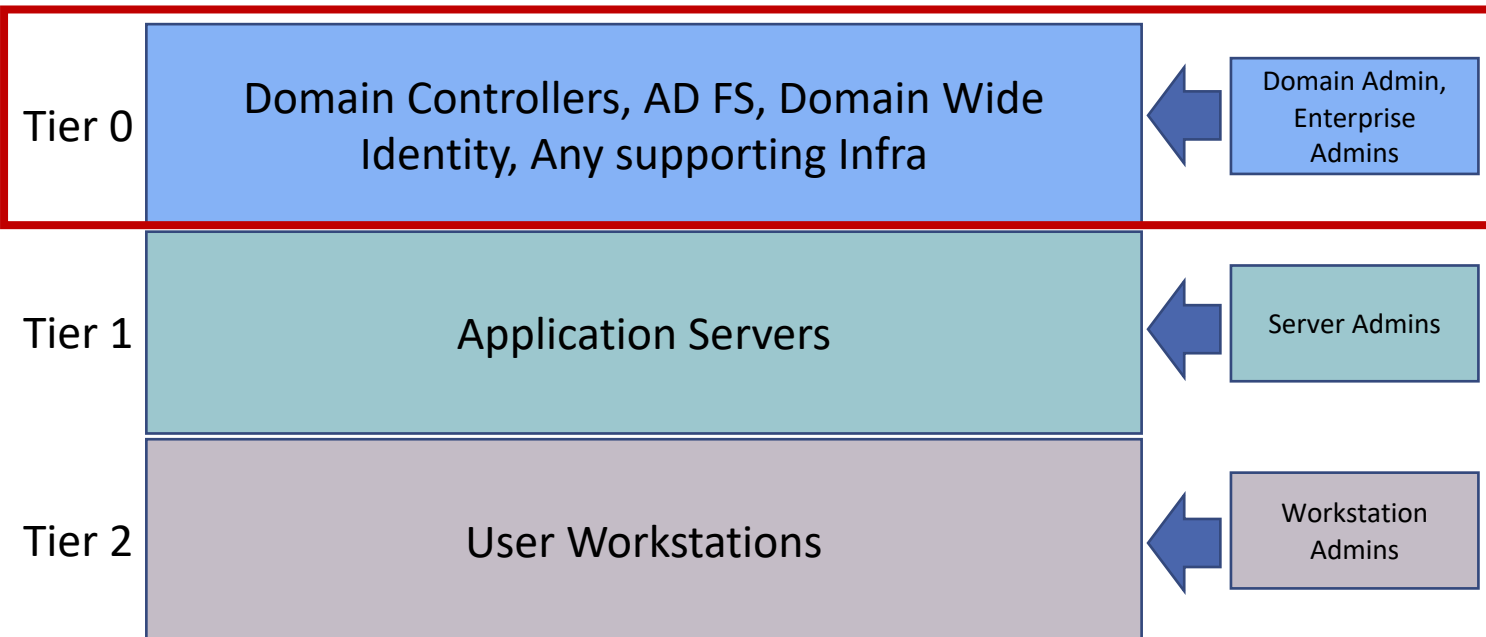 Tier 0
Domain Controllers, AD FS, Domain Wide
Identity, Any supporting Infra
Domain Admin,
Enterprise
Admins
Tier 1
Application Servers
Server Admins
Tier 2
User Workstations
Workstation
Admins